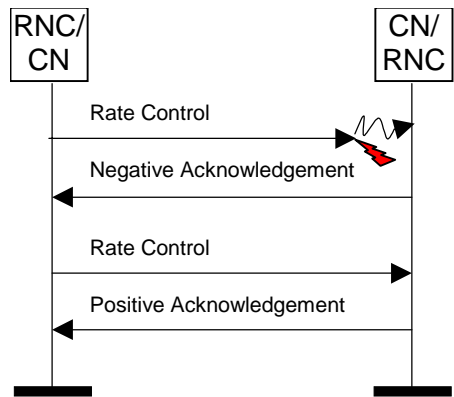 RNC/
CN
CN/
RNC
Rate Control
Negative Acknowledgement
Rate Control
Positive Acknowledgement